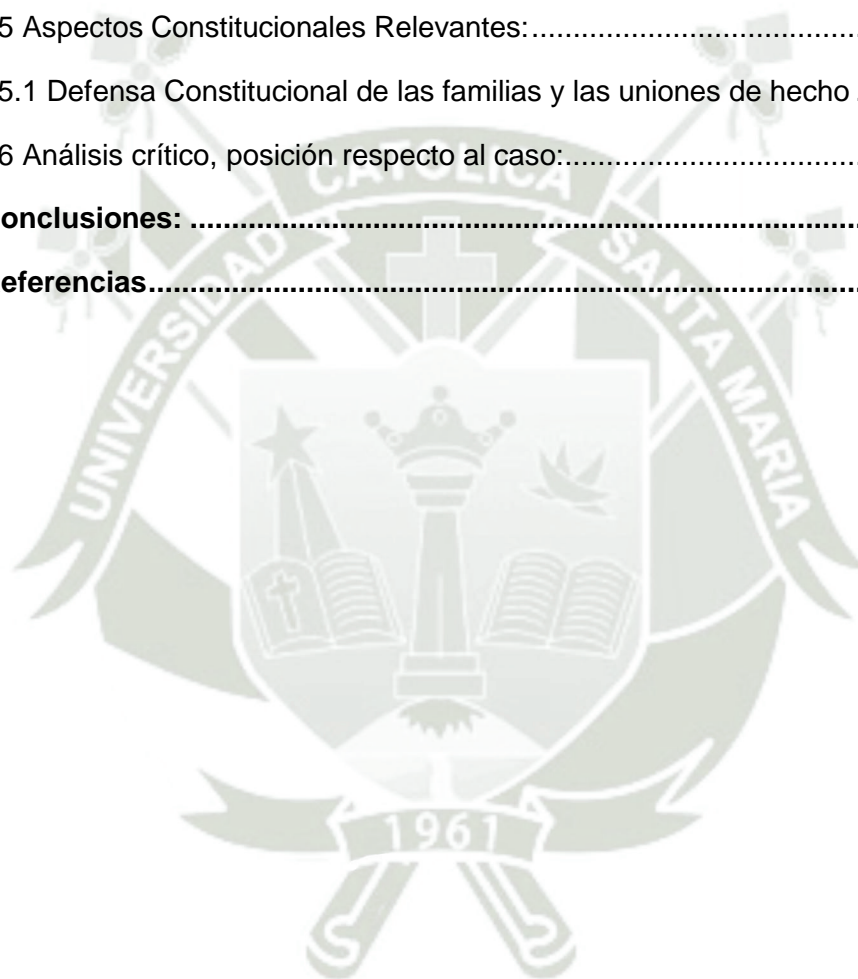 5 Aspectos Constitucionales Relevantes:....................................
5.1 Defensa Constitucional de las familias y las uniones de hecho .
6 Análisis crítico, posición respecto al caso:................................
onclusiones: ....................................................................................
eferencias.........................................................................................
UNIVERSIDAD CATOLICA SANTA MARIA
1961